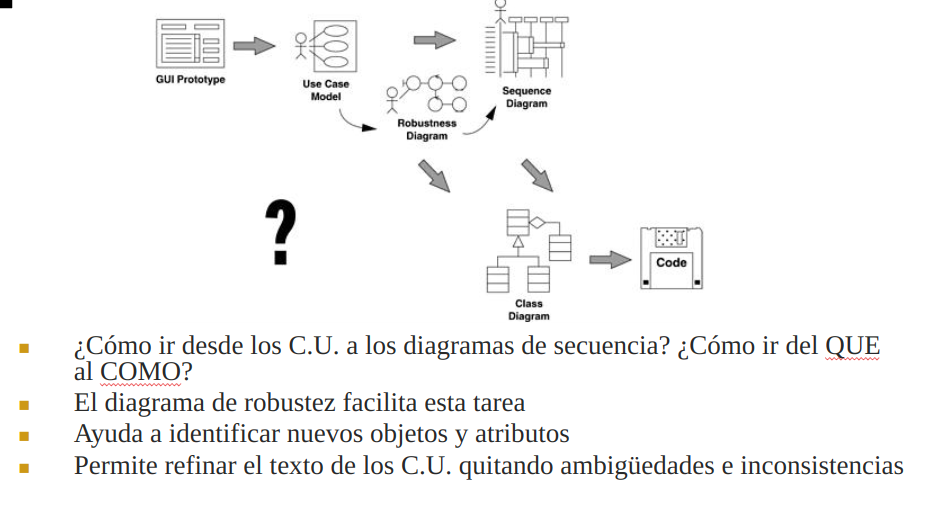 GUI Prototype
Use Case
Model
Robustness
Diagram
Sequence
Diagram
?
Class
Diagram
Code
¿Cómo ir desde los C.U. a los diagramas de secuencia? ¿Cómo ir del QUE
al COMO?
El diagrama de robustez facilita esta tarea
Ayuda a identificar nuevos objetos y atributos
Permite refinar el texto de los C.U. quitando ambigüedades e inconsistencias